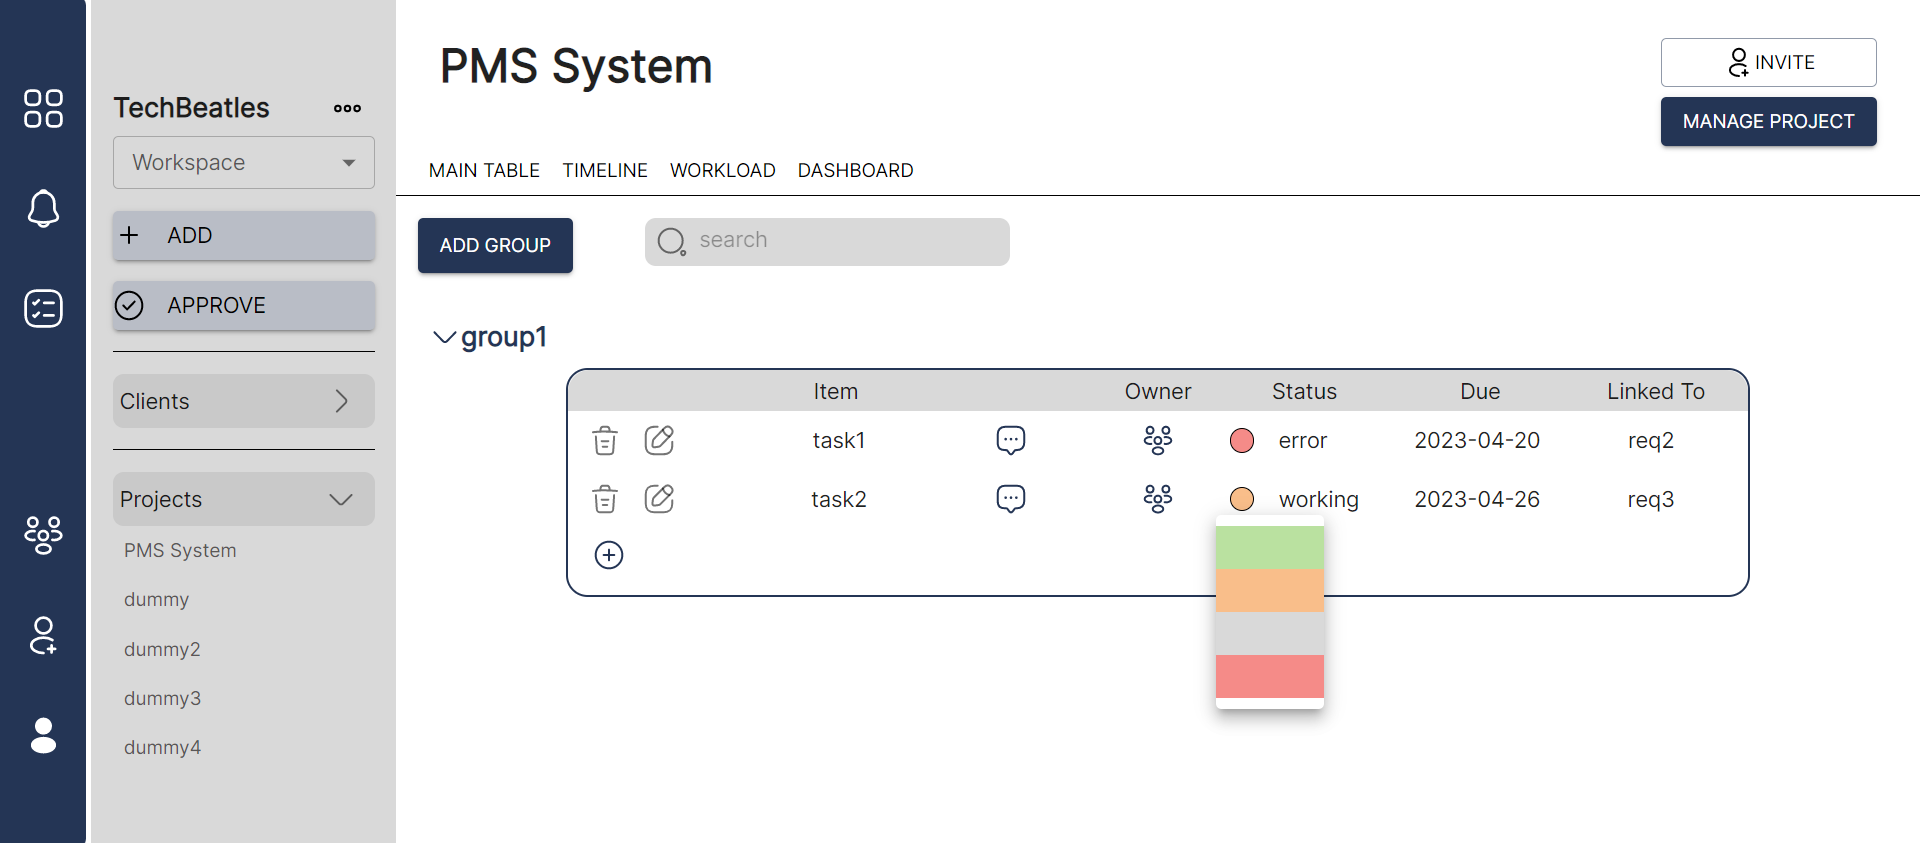 PMS System
INVITE
MANAGE PROJECT
TechBeatles
Workspace
ADD
APPROVE
Clients
Projects
PMS System
dummy
dummy2
dummy3
dummy4
MAIN TABLE TIMELINE WORKLOAD DASHBOARD
ADD GROUP search
group1
Item Owner Status Due Linked To
task1 error 2023-04-20 req2
task2 working 2023-04-26 req3